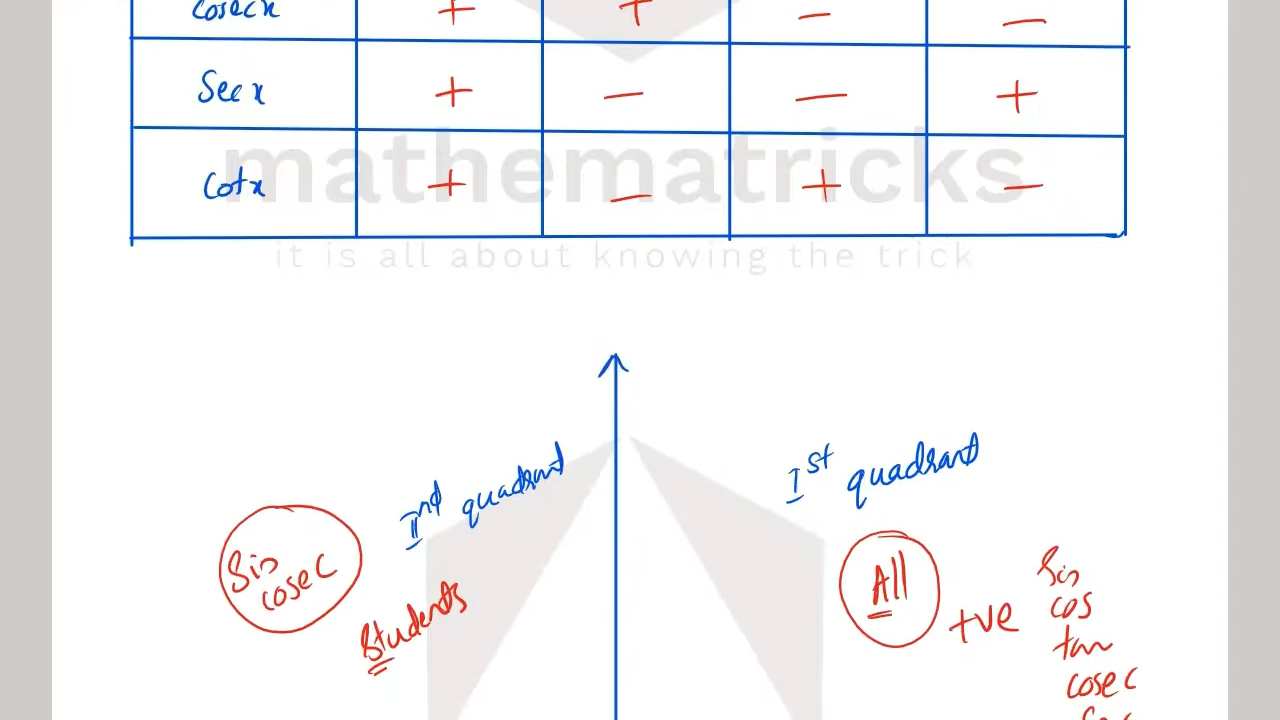 cosecx + + — —
Secx + — — +
Cotx + — + —
mathematricks
it is all about knowing the trick
IInd quadrant
Ist quadrant
Sin
cosec
Students
All
+ve
Sin
cos
tan
cosec